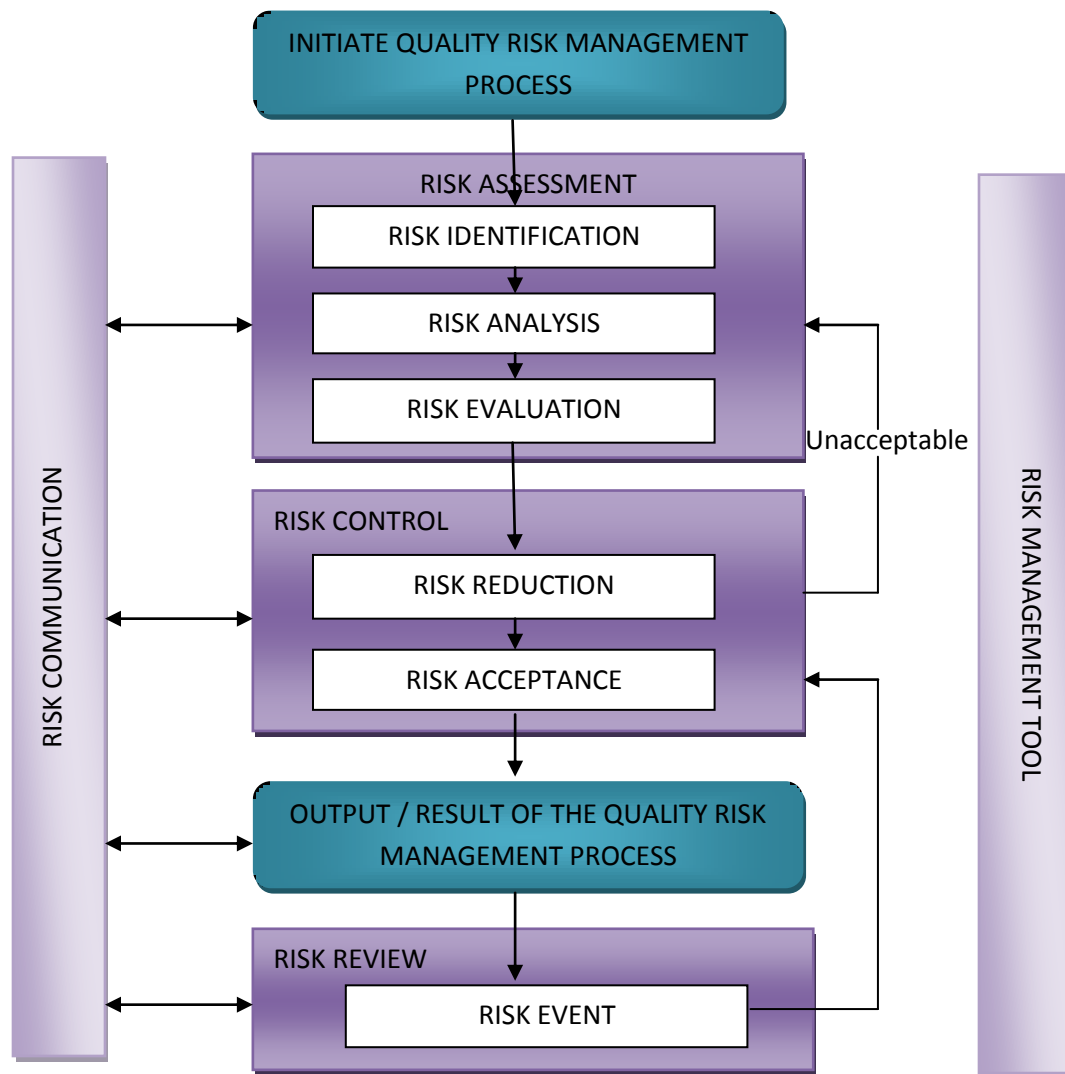 INITIATE QUALITY RISK MANAGEMENT
PROCESS
RISK ASSESSMENT
RISK IDENTIFICATION
RISK ANALYSIS
RISK EVALUATION
Unacceptable
RISK CONTROL
RISK REDUCTION
RISK ACCEPTANCE
OUTPUT / RESULT OF THE QUALITY RISK
MANAGEMENT PROCESS
RISK REVIEW
RISK EVENT
RISK COMMUNICATION
RISK MANAGEMENT TOOL